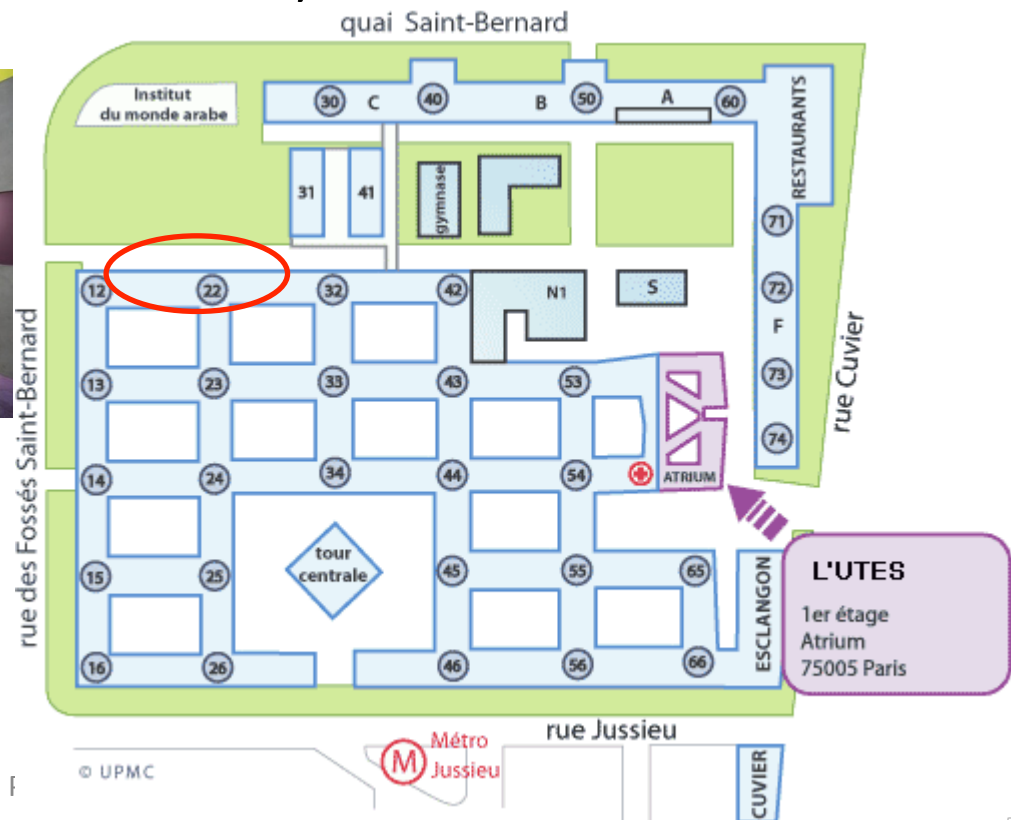 quai Saint-Bernard
Institut
du monde arabe
30 C 40 B 50 A 60
RESTAURANTS
31 41 gymnase
71
12 22 32 42 N1 S 72
F
rue des Fossés Saint-Bernard
rue Cuvier
13 23 33 43 53 73
74
14 24 34 44 54 ATRIUM
tour
centrale
15 25 45 55 65
ESCLANGON
L'UTES
1er étage
Atrium
75005 Paris
16 26 46 56 66
rue Jussieu
M Métro
Jussieu
© UPMC
CUVIER